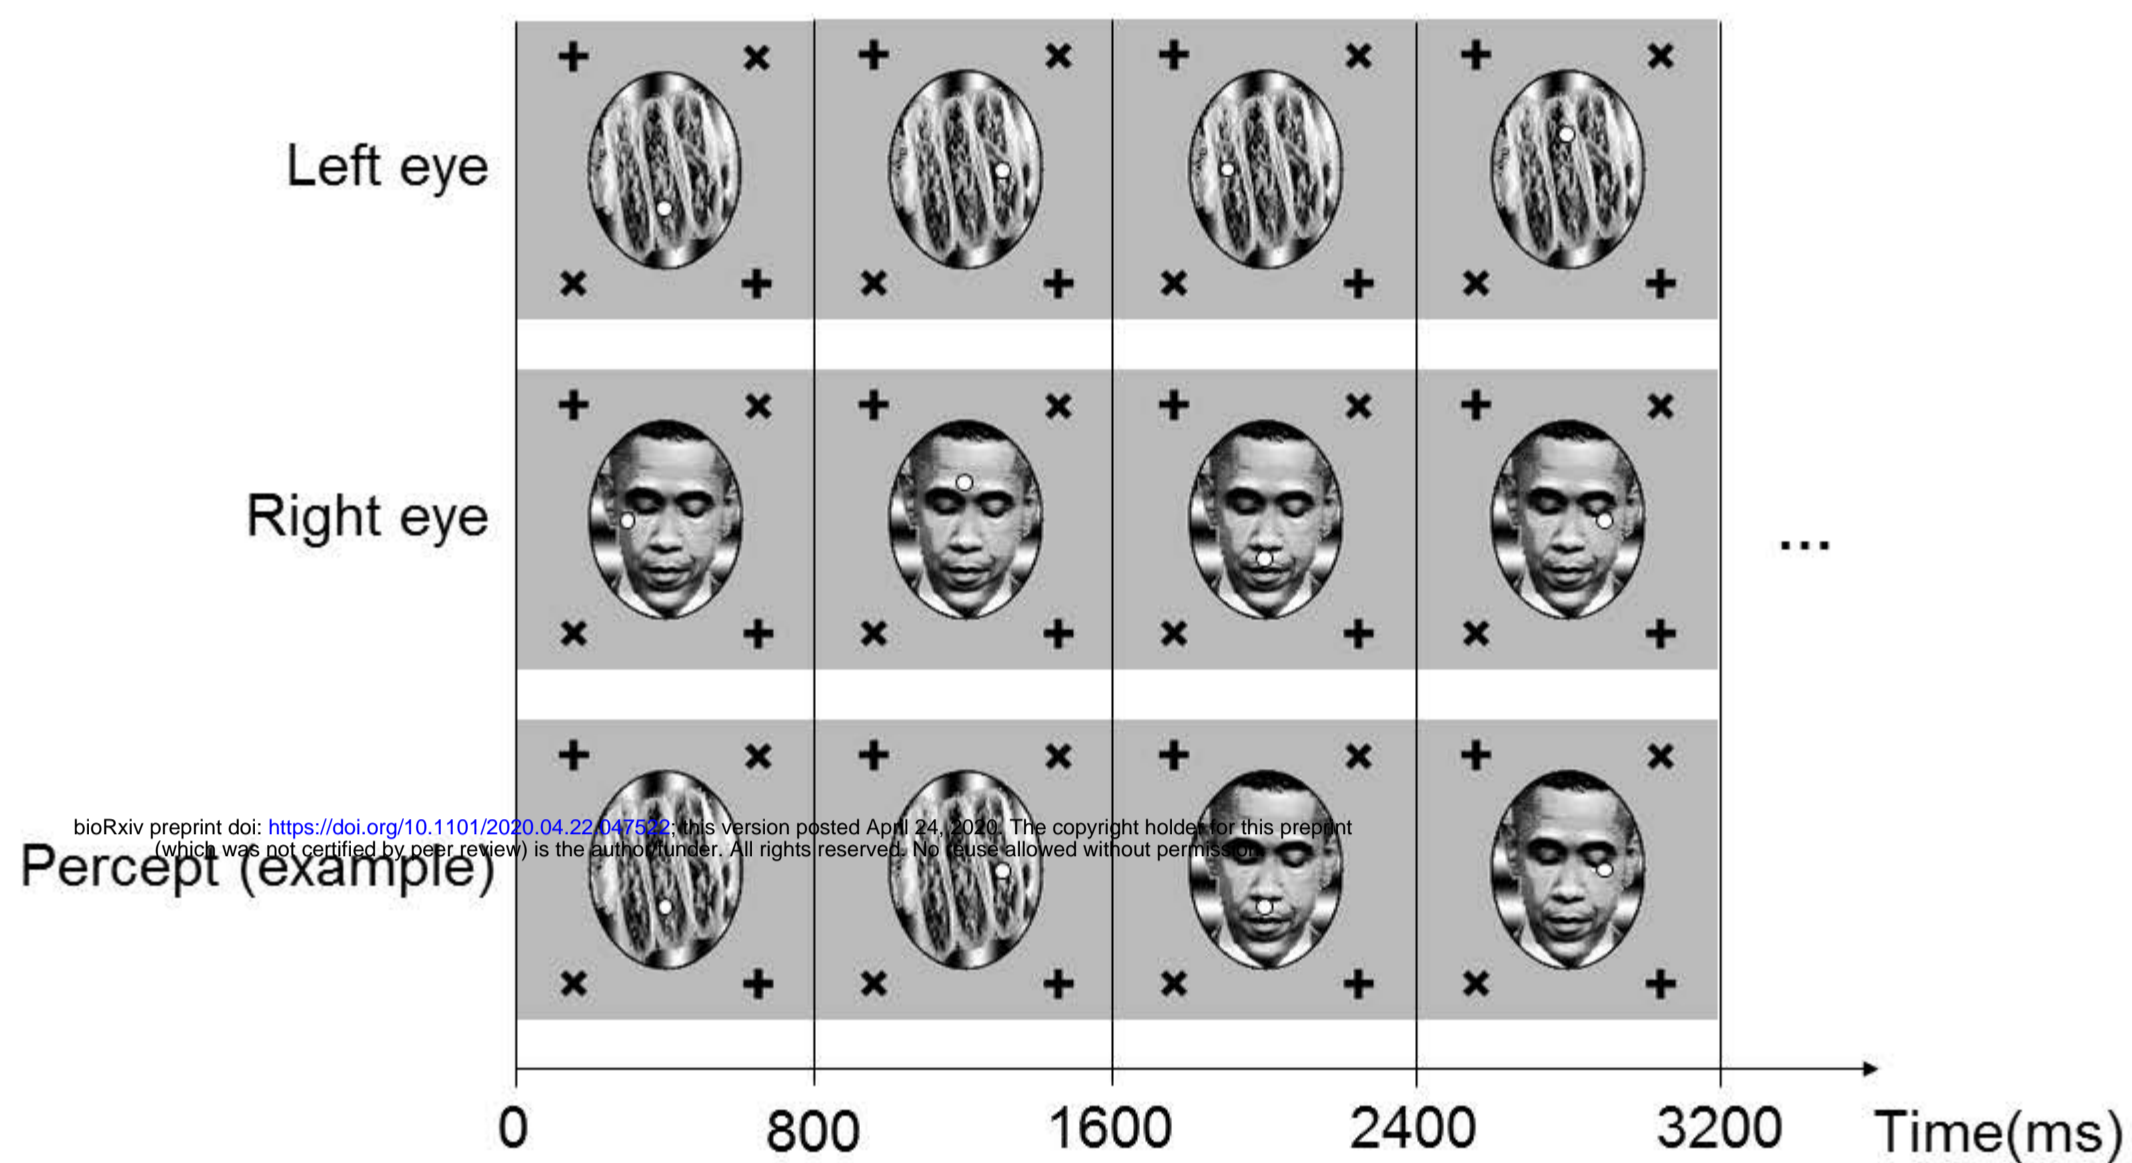 Left eye
Right eye
...
bioRxiv preprint doi: https://doi.org/10.1101/2020.04.22.047522; this version posted April 24, 2020. The copyright holder for this preprint
(which was not certified by peer review) is the author/funder. All rights reserved. No reuse allowed without permission.
Percept (example)
0 800 1600 2400 3200 Time(ms)